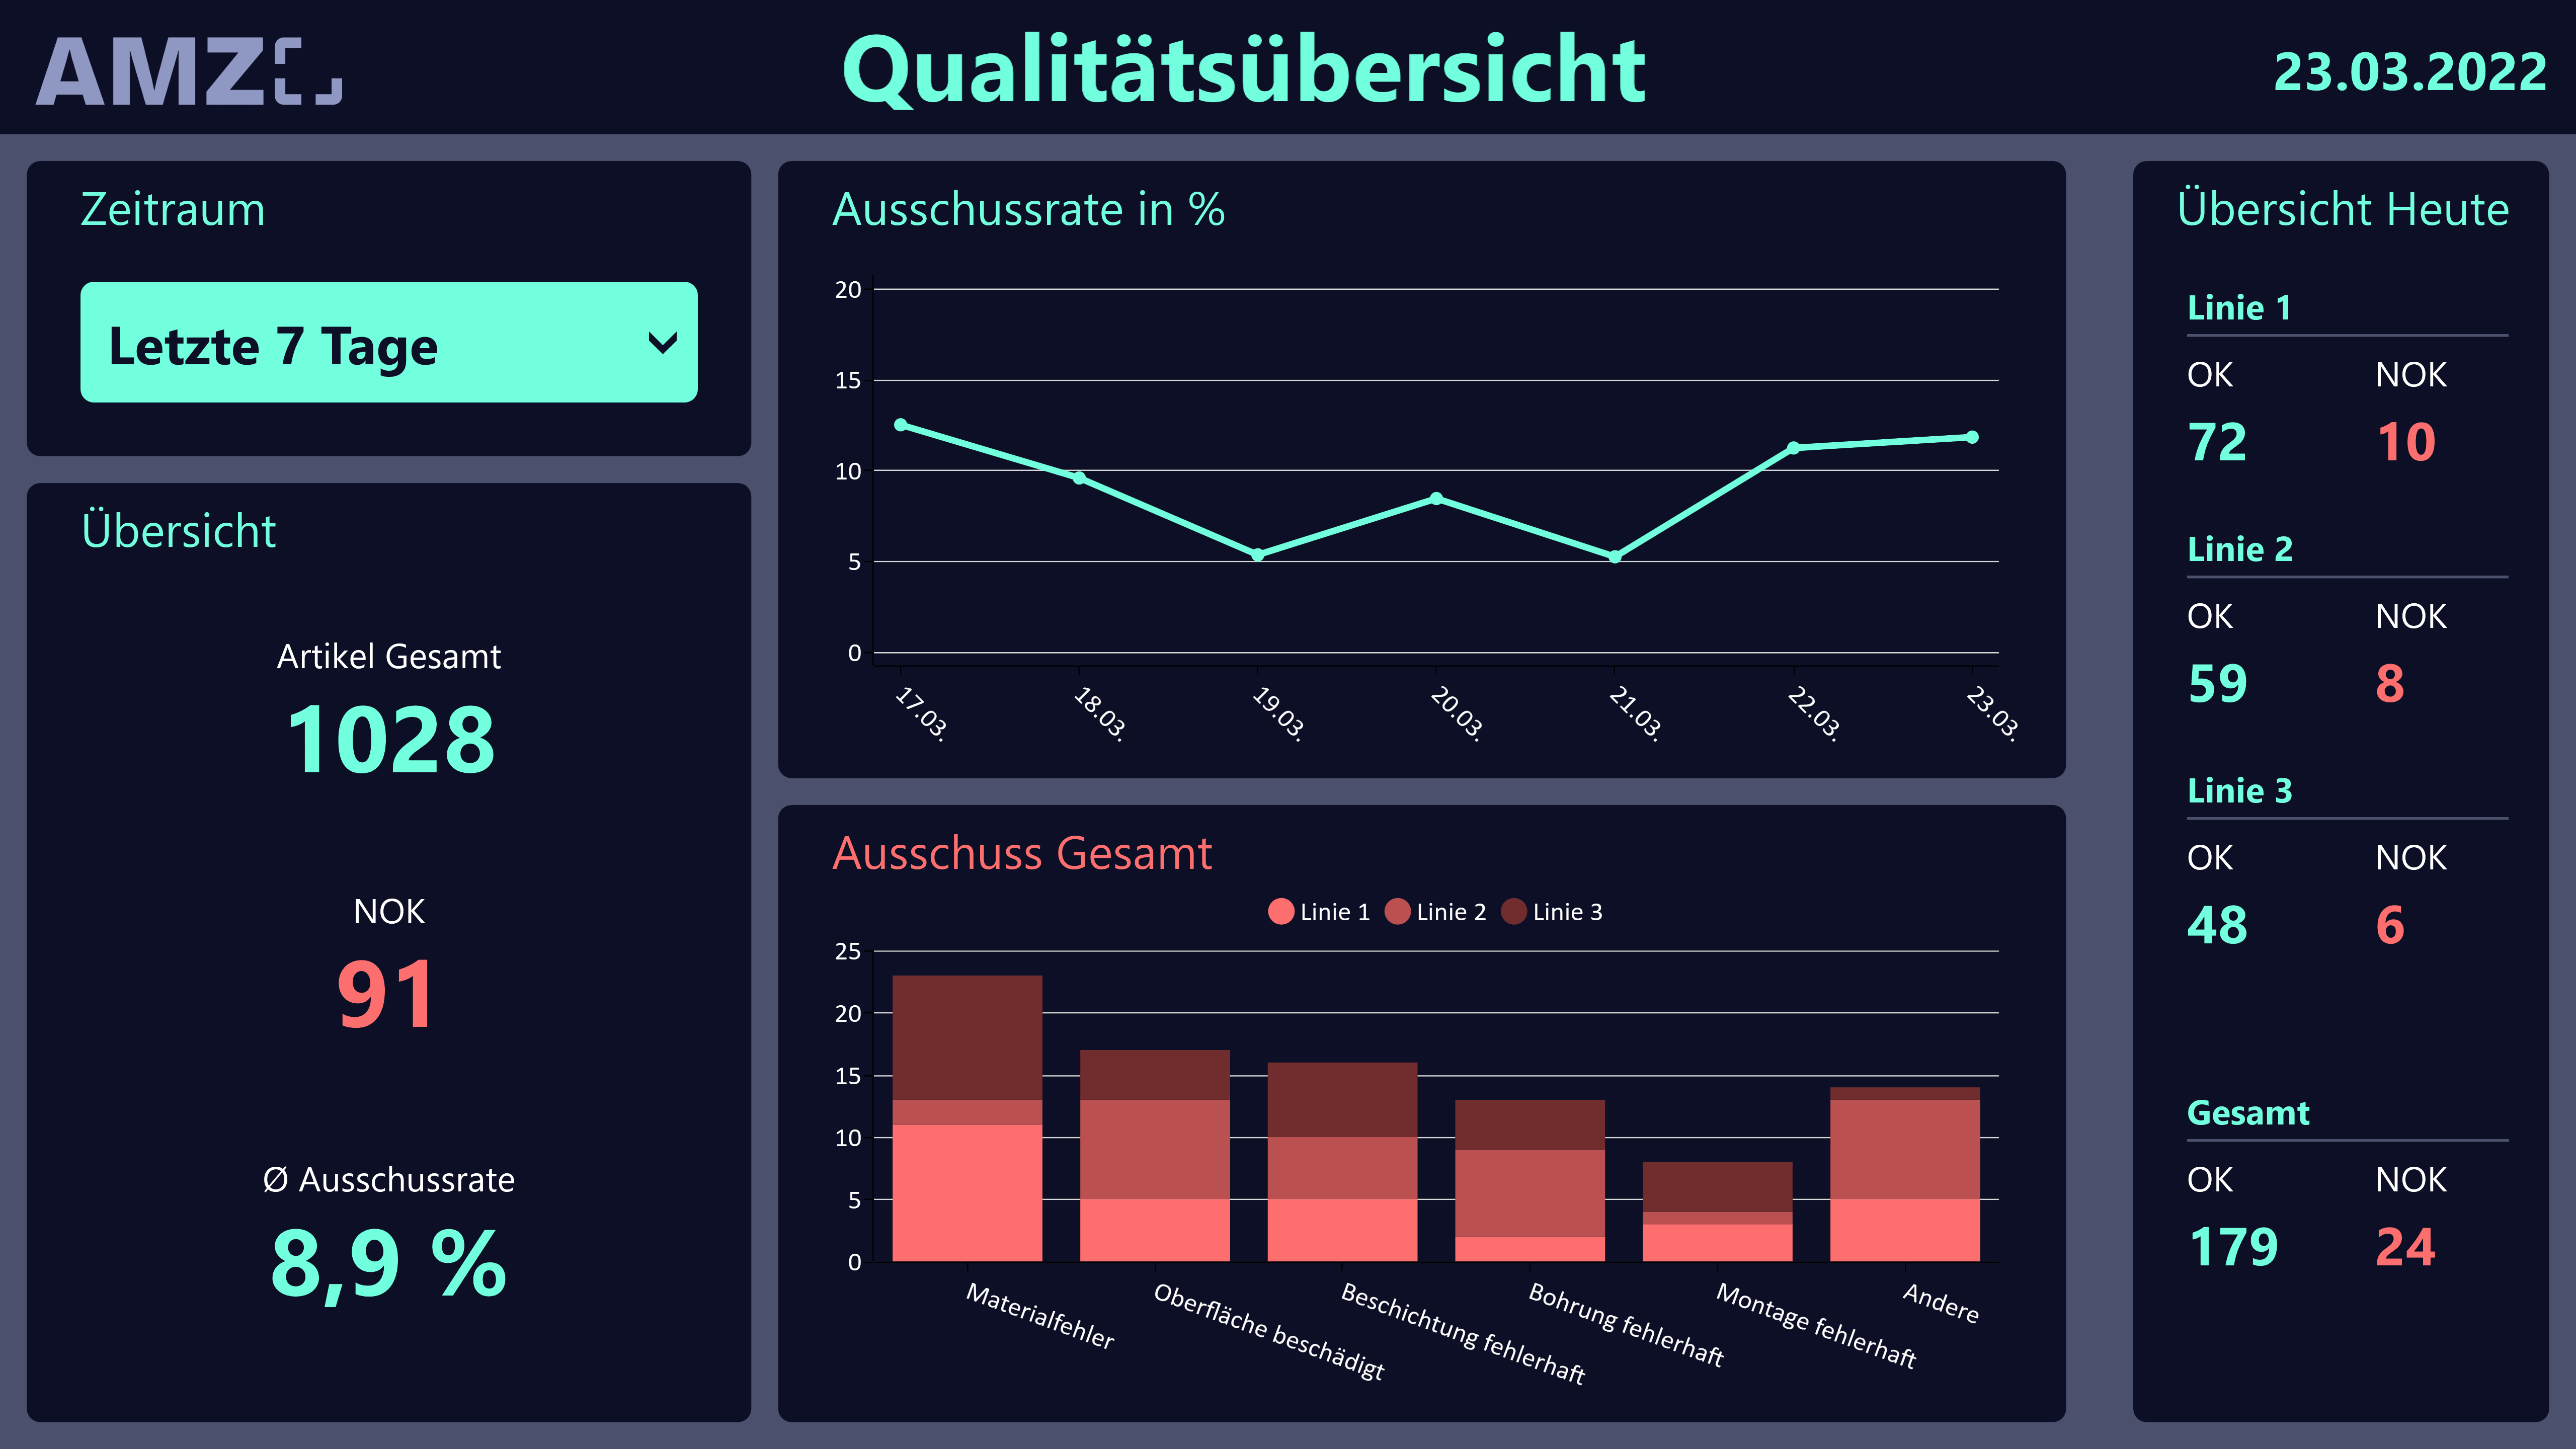 AMZ
Qualitätsübersicht
23.03.2022
Zeitraum
Letzte 7 Tage
Übersicht
Artikel Gesamt
1028
NOK
91
Ø Ausschussrate
8,9 %
Ausschussrate in %
20
15
10
5
0
17.03.
18.03.
19.03.
20.03.
21.03.
22.03.
23.03.
Ausschuss Gesamt
Linie 1 Linie 2 Linie 3
25
20
15
10
5
0
Materialfehler
Oberfläche beschädigt
Beschichtung fehlerhaft
Bohrung fehlerhaft
Montage fehlerhaft
Andere
Übersicht Heute
Linie 1
OK NOK
72 10
Linie 2
OK NOK
59 8
Linie 3
OK NOK
48 6
Gesamt
OK NOK
179 24